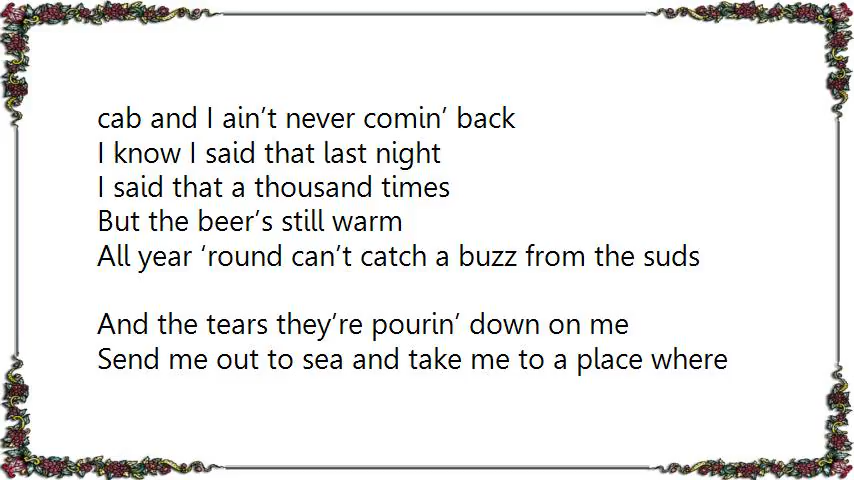 cab and I ain’t never comin’ back
I know I said that last night
I said that a thousand times
But the beer’s still warm
All year ‘round can’t catch a buzz from the suds
And the tears they’re pourin’ down on me
Send me out to sea and take me to a place where